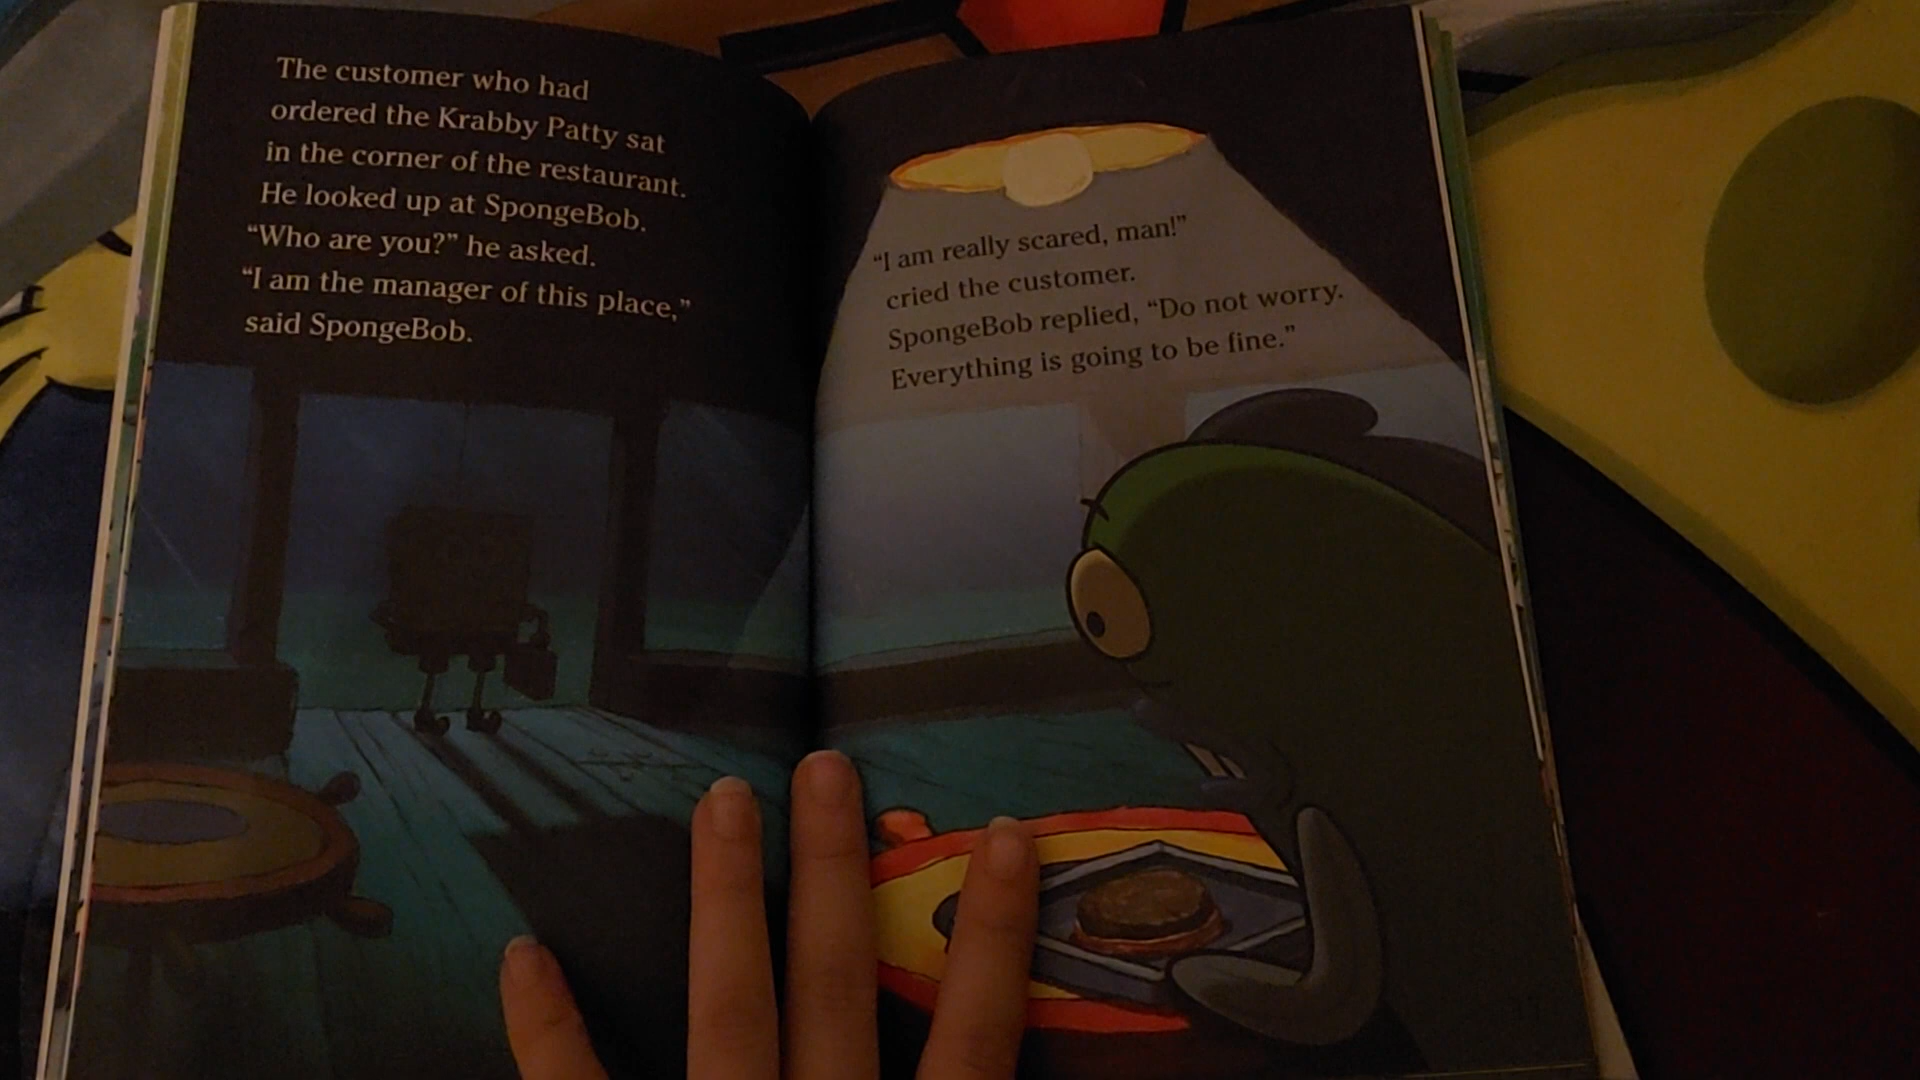 The customer who had
ordered the Krabby Patty sat
in the corner of the restaurant.
He looked up at SpongeBob.
“Who are you?” he asked.
“I am the manager of this place,”
said SpongeBob.
“I am really scared, man!”
cried the customer.
SpongeBob replied, “Do not worry.
Everything is going to be fine.”